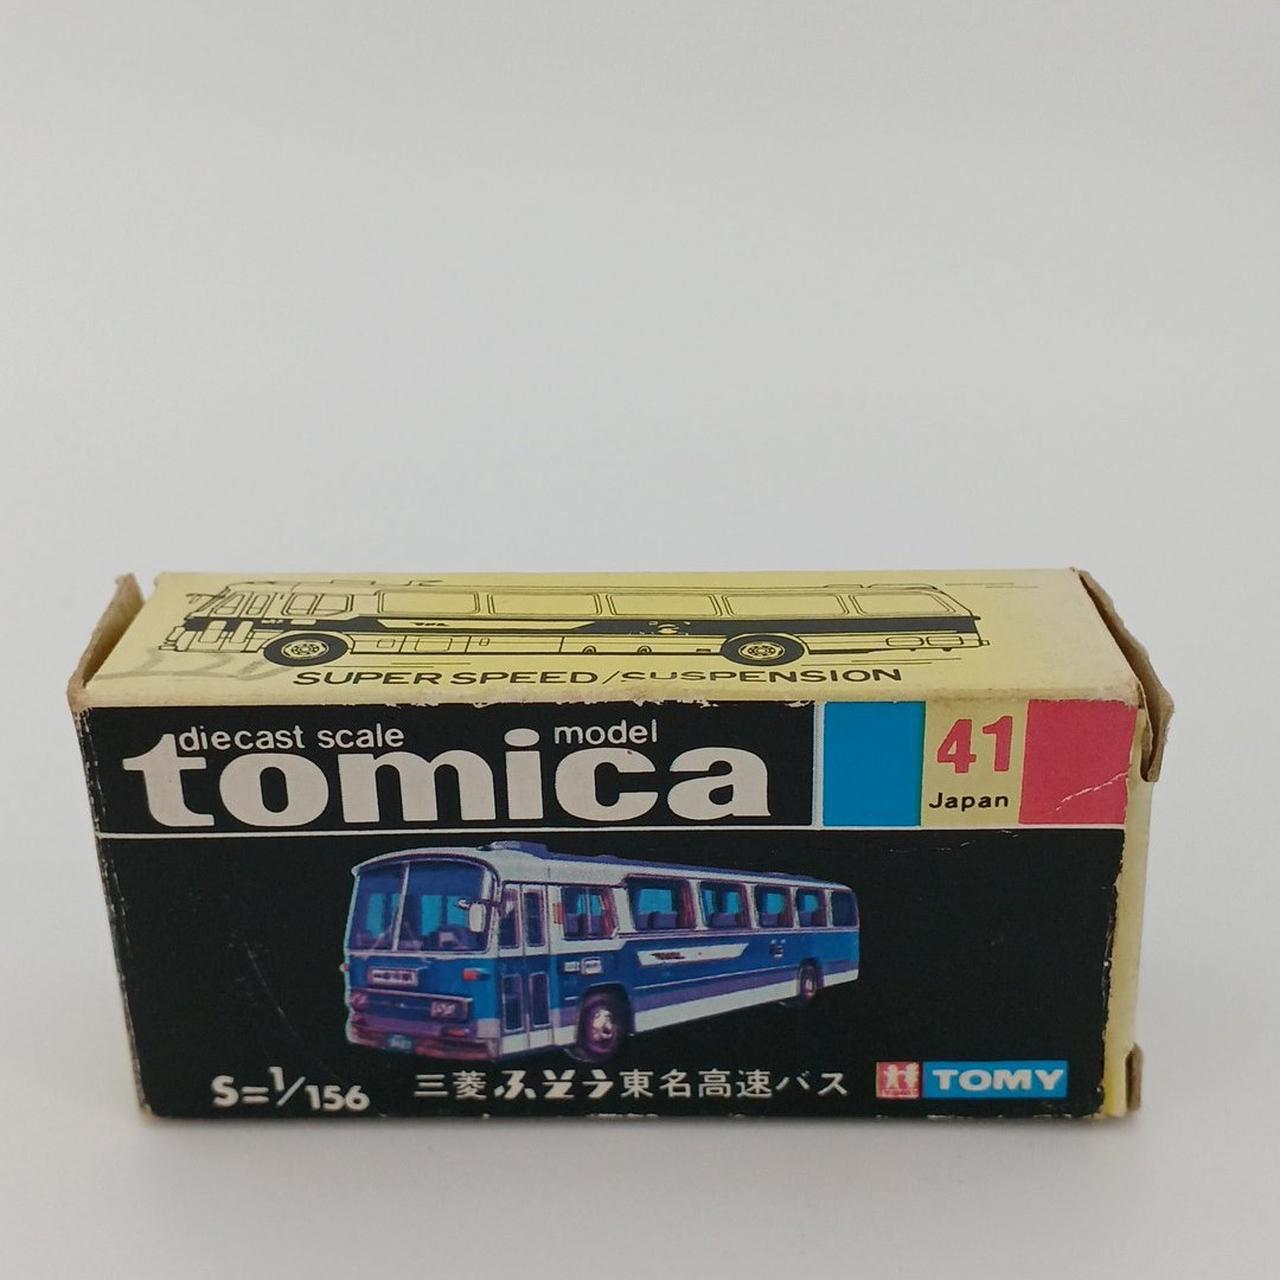 SUPER SPEED/SUSPENSION
diecast scale model
tomica
41
Japan
S=1/156
三菱ふそう東名高速バス
TOMY